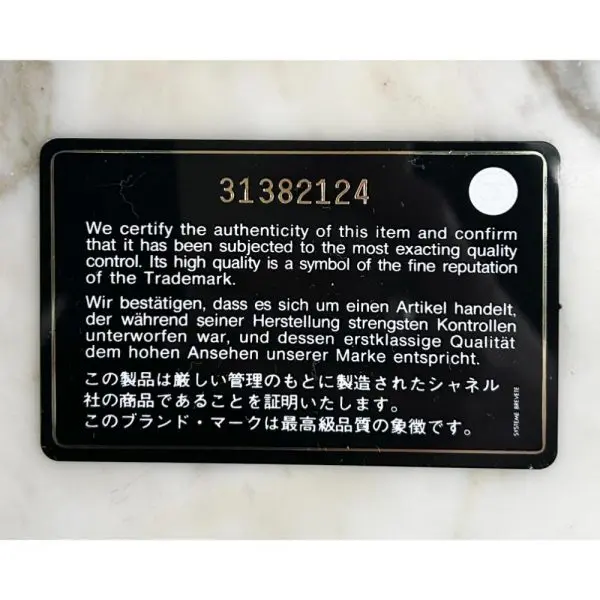 31382124
We certify the authenticity of this item and confirm
that it has been subjected to the most exacting quality
control. Its high quality is a symbol of the fine reputation
of the Trademark.
Wir bestätigen, dass es sich um einen Artikel handelt,
der während seiner Herstellung strengsten Kontrollen
unterworfen war, und dessen erstklassige Qualität
dem hohen Ansehen unserer Marke entspricht.
この製品は厳しい管理のもとに製造されたシャネル
社の商品であることを証明いたします。
このブランド・マークは最高級品質の象徴です。
SYSTEME BREVETE